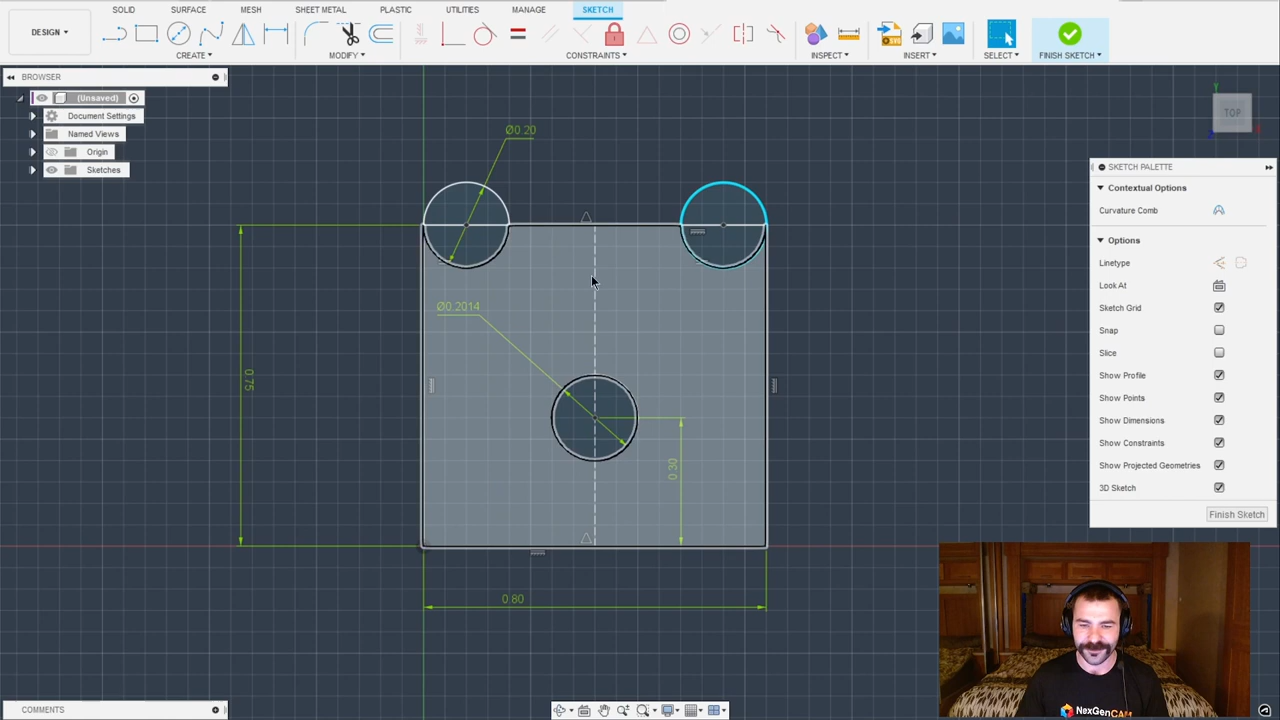 SOLID SURFACE MESH SHEET METAL PLASTIC UTILITIES MANAGE SKETCH
DESIGN
CREATE MODIFY CONSTRAINTS INSPECT INSERT SELECT FINISH SKETCH
BROWSER
(Unsaved)
Document Settings
Named Views
Origin
Sketches
TOP
Y
Z
X
SKETCH PALETTE
Contextual Options
Curvature Comb
Options
Linetype
Look At
Sketch Grid
Snap
Slice
Show Profile
Show Points
Show Dimensions
Show Constraints
Show Projected Geometries
3D Sketch
Finish Sketch
Ø0.20
Ø0.2014
0.75
0.30
0.80
NexGenCAM
COMMENTS